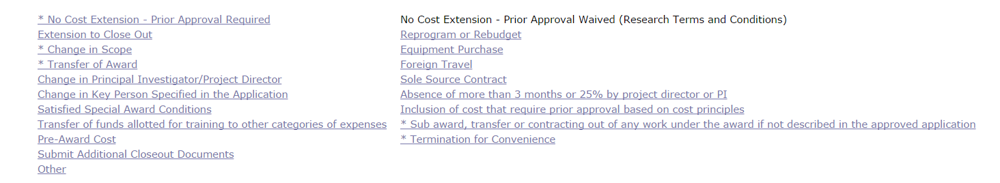 * No Cost Extension - Prior Approval Required
Extension to Close Out
* Change in Scope
* Transfer of Award
Change in Principal Investigator/Project Director
Change in Key Person Specified in the Application
Satisfied Special Award Conditions
Transfer of funds allotted for training to other categories of expenses
Pre-Award Cost
Submit Additional Closeout Documents
Other
No Cost Extension - Prior Approval Waived (Research Terms and Conditions)
Reprogram or Rebudget
Equipment Purchase
Foreign Travel
Sole Source Contract
Absence of more than 3 months or 25% by project director or PI
Inclusion of cost that require prior approval based on cost principles
* Sub award, transfer or contracting out of any work under the award if not described in the approved application
* Termination for Convenience